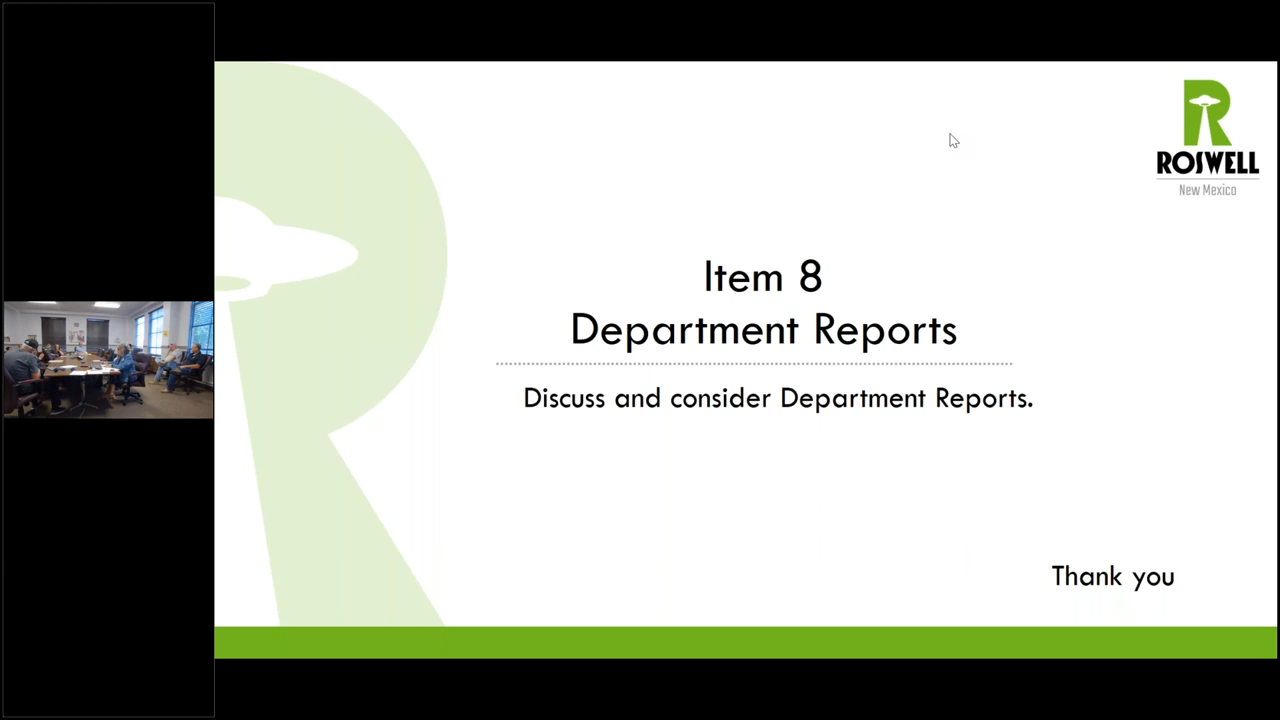 ROSWELL
New Mexico
Item 8
Department Reports
Discuss and consider Department Reports.
Thank you